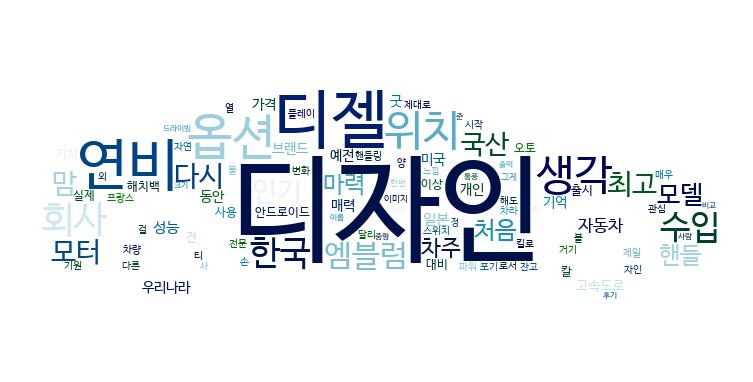 열 가격 플레이 굿 제대로 준
드라이빙 시작
디젤 위치 국산 오토
옵션 자연 브랜드 예전 핸들링 양 미국
기차 연비 외 다시 불 변화 느낌 통풍 출력 그게 생각 매우
맘 해치백 크기 인기 마력 한번 이상 개인 출시 최고 모델
실제 프랑스 동안 매력 이미지 해도 기억 관심 비교
회사 사용 안드로이드 이름 일본 정 차라 자동차 수입
디자인
성능 건 달리 중형 스위치 처음 볼 사람
모터 차량 티 전문 한국 엠블럼 차주 킬로 거기 제일 핸들
기원 다른 사 손 대비 파워 포기 로서 잔고 칼 자인
우리나라 고속도로
걸 후기